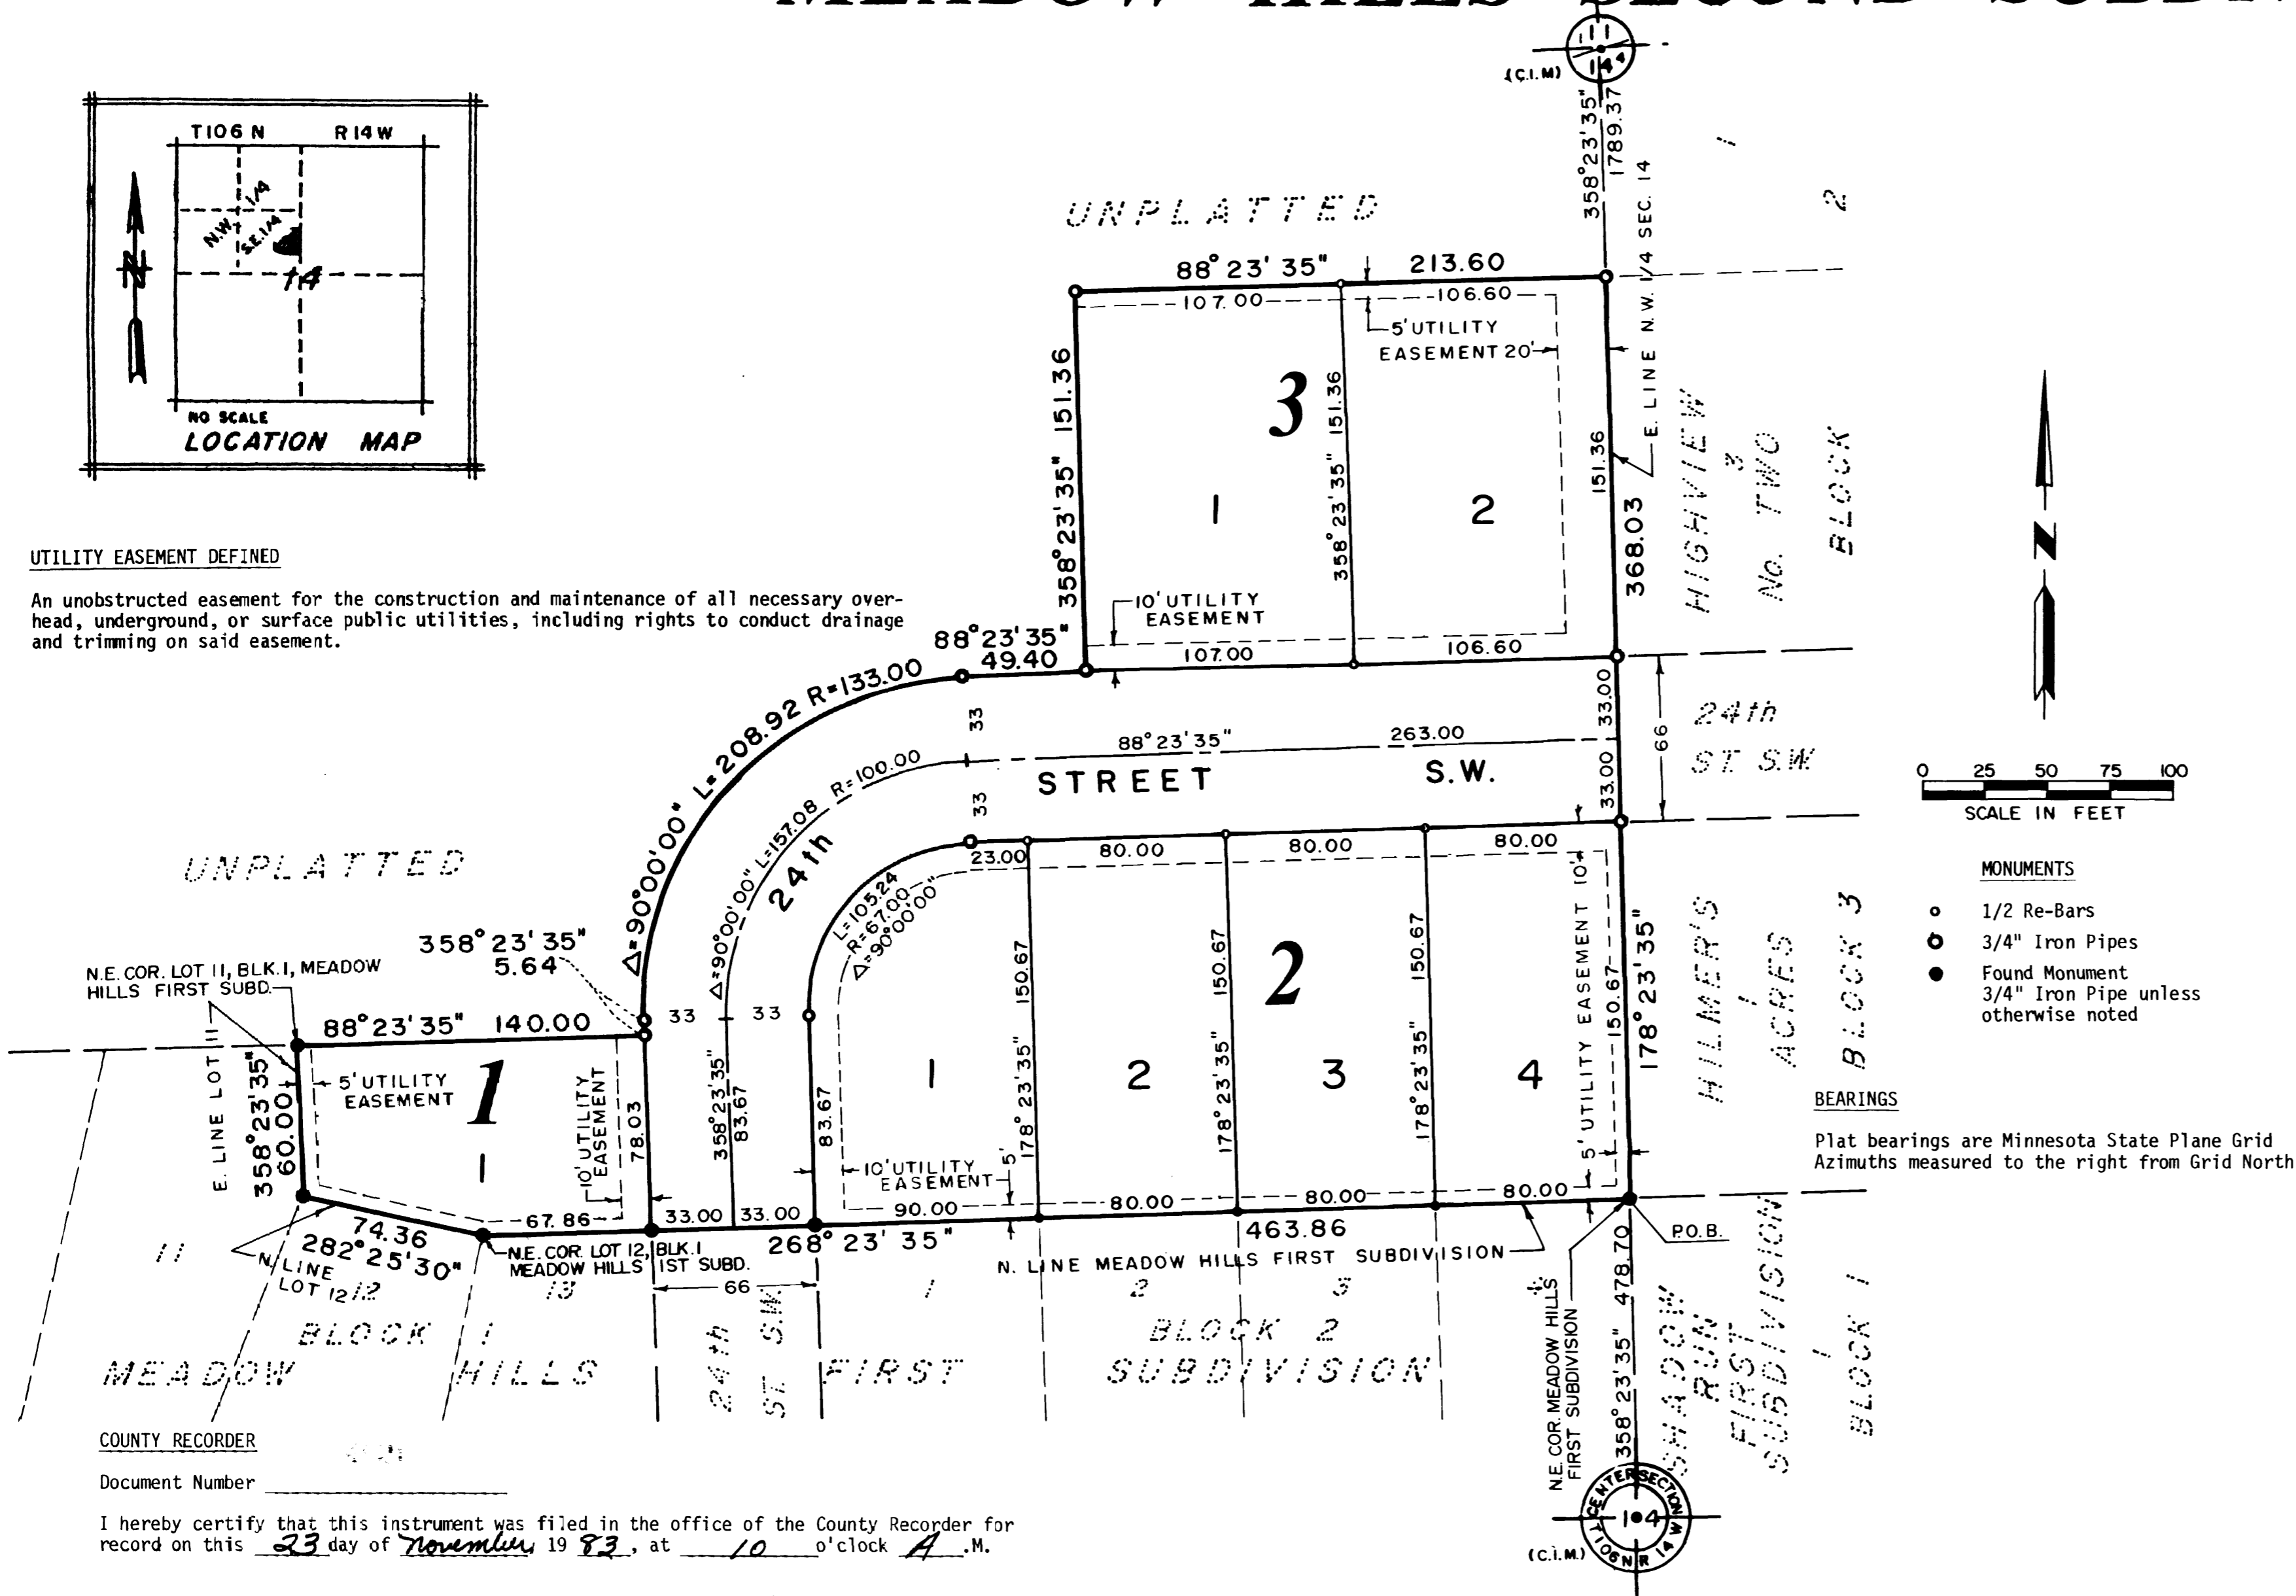 MEADOW HILLS SECOND
T106N R14W
N.W. 1/4
S.E. 1/4
14
N
NO SCALE
LOCATION MAP
UTILITY EASEMENT DEFINED
An unobstructed easement for the construction and maintenance of all necessary over-
head, underground, or surface public utilities, including rights to conduct drainage
and trimming on said easement.
11
14
(C.I.M)
358°23'35"
1789.37
E. LINE N.W. 1/4 SEC. 14
1
2
UNPLATTED
88°23'35" 213.60
107.00
106.60
5' UTILITY
EASEMENT 20'
358°23'35" 151.36
3
358°23'35" 151.36
151.36
1
2
368.03
HIGHVIEW
3
No. TWO
BLOCK
10' UTILITY
EASEMENT
107.00
106.60
88°23'35"
49.40
Δ=90°00'00" L=208.92 R=133.00
33
33
88°23'35" 263.00
33.00
33.00
66
24th
ST. S.W.
STREET S.W.
24th
Δ=90°00'00" L=157.08 R=100.00
L=105.24
R=67.00
Δ=90°00'00"
23.00
80.00
80.00
80.00
N
0 25 50 75 100
SCALE IN FEET
MONUMENTS
1/2 Re-Bars
3/4" Iron Pipes
Found Monument
3/4" Iron Pipe unless
otherwise noted
BEARINGS
Plat bearings are Minnesota State Plane Grid
Azimuths measured to the right from Grid North
UNPLATTED
358°23'35"
5.64
N.E. COR. LOT 11, BLK. 1, MEADOW
HILLS FIRST SUBD.
88°23'35" 140.00
E. LINE LOT 11
358°23'35"
60.00
5' UTILITY
EASEMENT
1
1
10' UTILITY
EASEMENT
78.03
33
33
358°23'35"
83.67
83.67
1
178°23'35" 150.67
2
2
178°23'35" 150.67
3
178°23'35" 150.67
4
5' UTILITY EASEMENT 10'
150.67
178°23'35"
HILMER'S
1
ACRES
BLOCK 3
10' UTILITY
EASEMENT
5'
74.36
282°25'30"
N. LINE
LOT 12
67.86
33.00
33.00
90.00
80.00
80.00
80.00
N.E. COR. LOT 12, BLK. 1
MEADOW HILLS 1ST SUBD.
268°23'35" 463.86
N. LINE MEADOW HILLS FIRST SUBDIVISION
P.O.B.
66
11
12
13
1
2
3
4
BLOCK 1
24th
ST. S.W.
BLOCK 2
MEADOW HILLS FIRST SUBDIVISION
N.E. COR. MEADOW HILLS
FIRST SUBDIVISION
358°23'35" 478.70
SHADOW
RUN
FIRST
SUBDIVISION
1
BLOCK 1
CENTER SECTION
14
T 106 N R 14 W
(C.I.M.)
COUNTY RECORDER
Document Number
I hereby certify that this instrument was filed in the office of the County Recorder for
record on this 23 day of November, 1983, at 10 o'clock A.M.